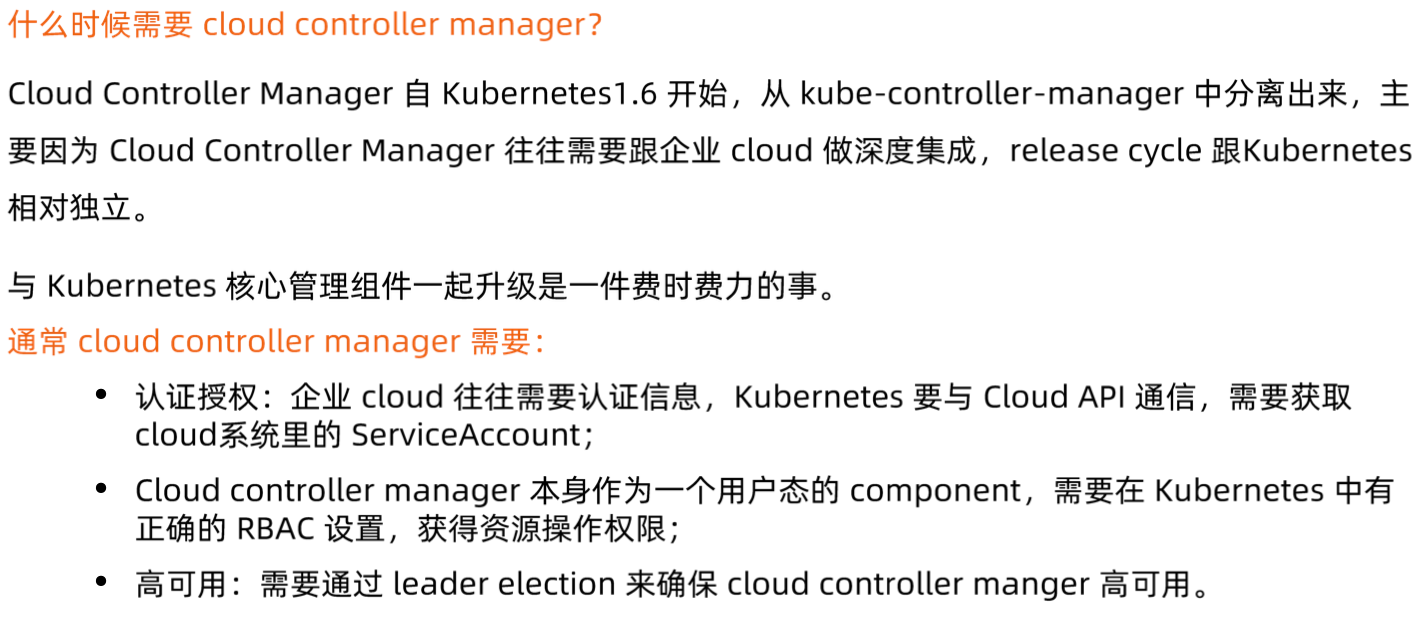 什么时候需要 cloud controller manager？
Cloud Controller Manager 自 Kubernetes1.6 开始，从 kube-controller-manager 中分离出来，主
要因为 Cloud Controller Manager 往往需要跟企业 cloud 做深度集成，release cycle 跟Kubernetes
相对独立。
与 Kubernetes 核心管理组件一起升级是一件费时费力的事。
通常 cloud controller manager 需要：
• 认证授权：企业 cloud 往往需要认证信息，Kubernetes 要与 Cloud API 通信，需要获取
cloud系统里的 ServiceAccount；
• Cloud controller manager 本身作为一个用户态的 component，需要在 Kubernetes 中有
正确的 RBAC 设置，获得资源操作权限；
• 高可用：需要通过 leader election 来确保 cloud controller manger 高可用。